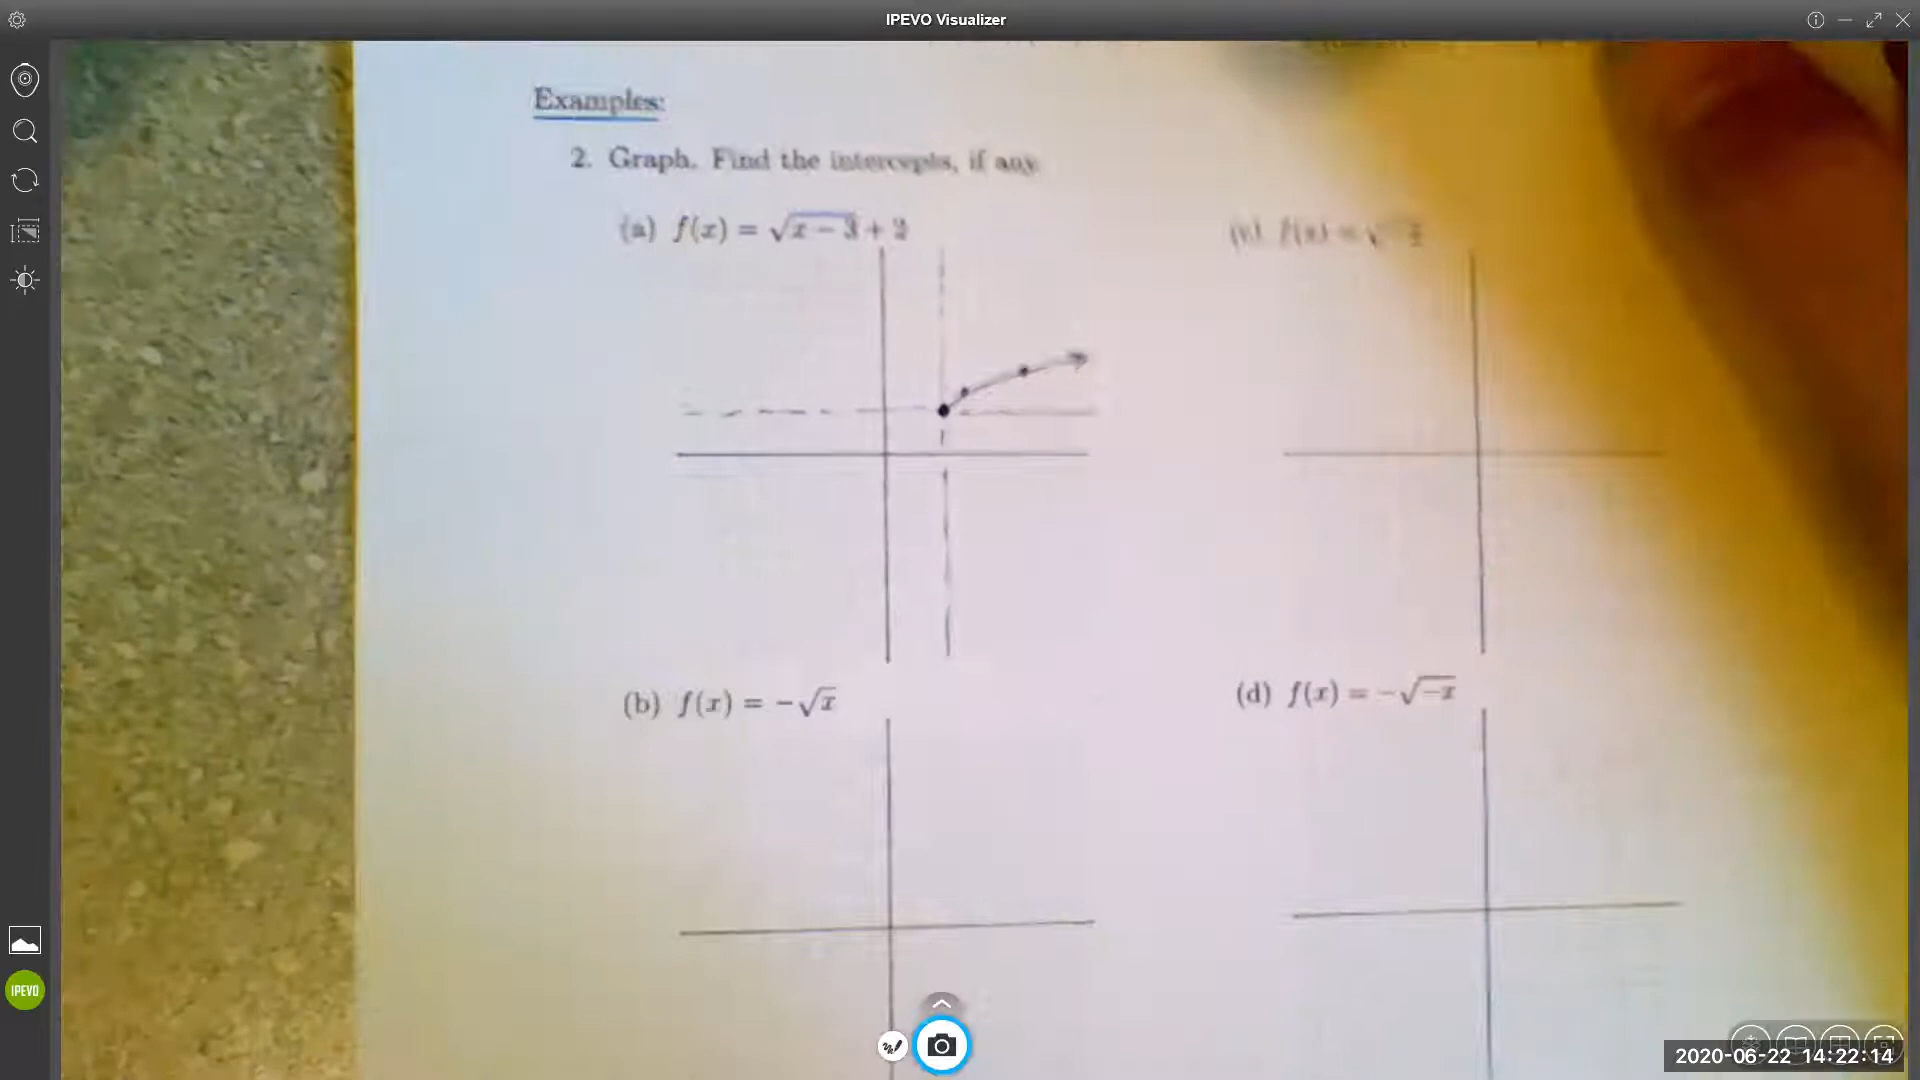 IPEVO Visualizer
Examples:
2. Graph. Find the intercepts, if any.
(a) f(x) = √x − 3 + 2
f(x) = √
(b) f(x) = −√x
(d) f(x) = −√−x
IPEVO
2020-06-22 14:22:14